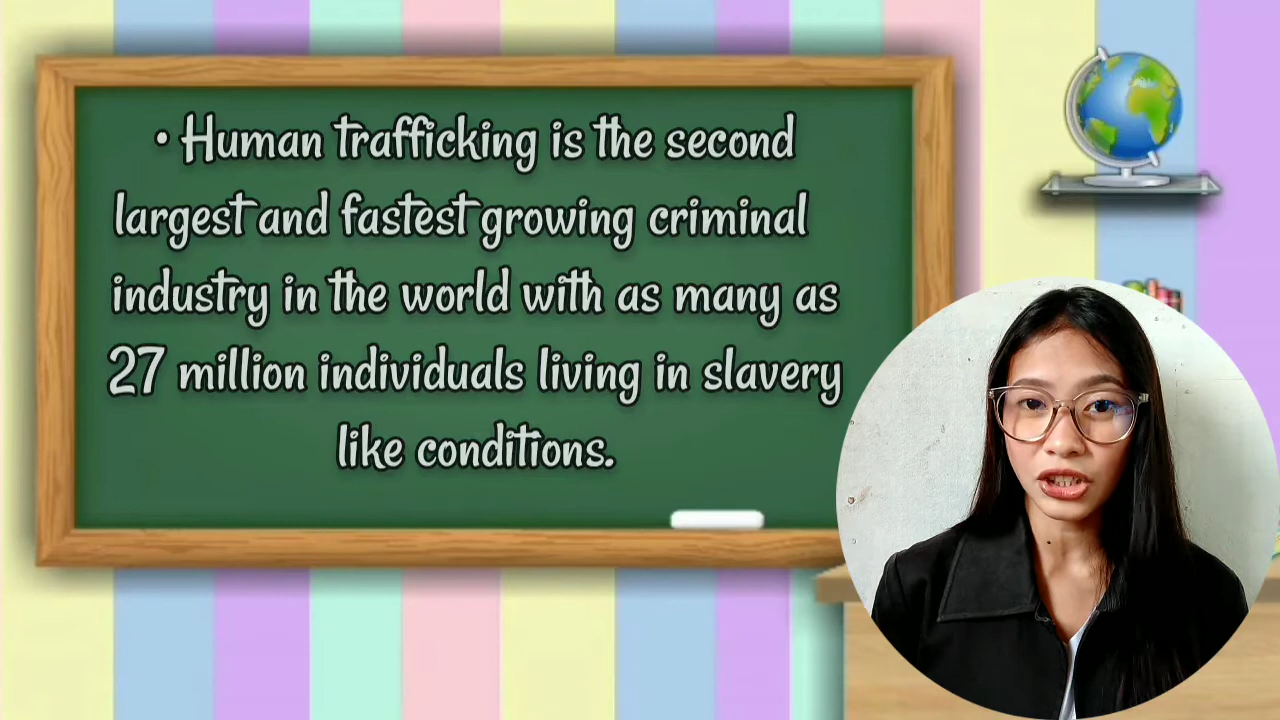 • Human trafficking is the second
largest and fastest growing criminal
industry in the world with as many as
27 million individuals living in slavery
like conditions.